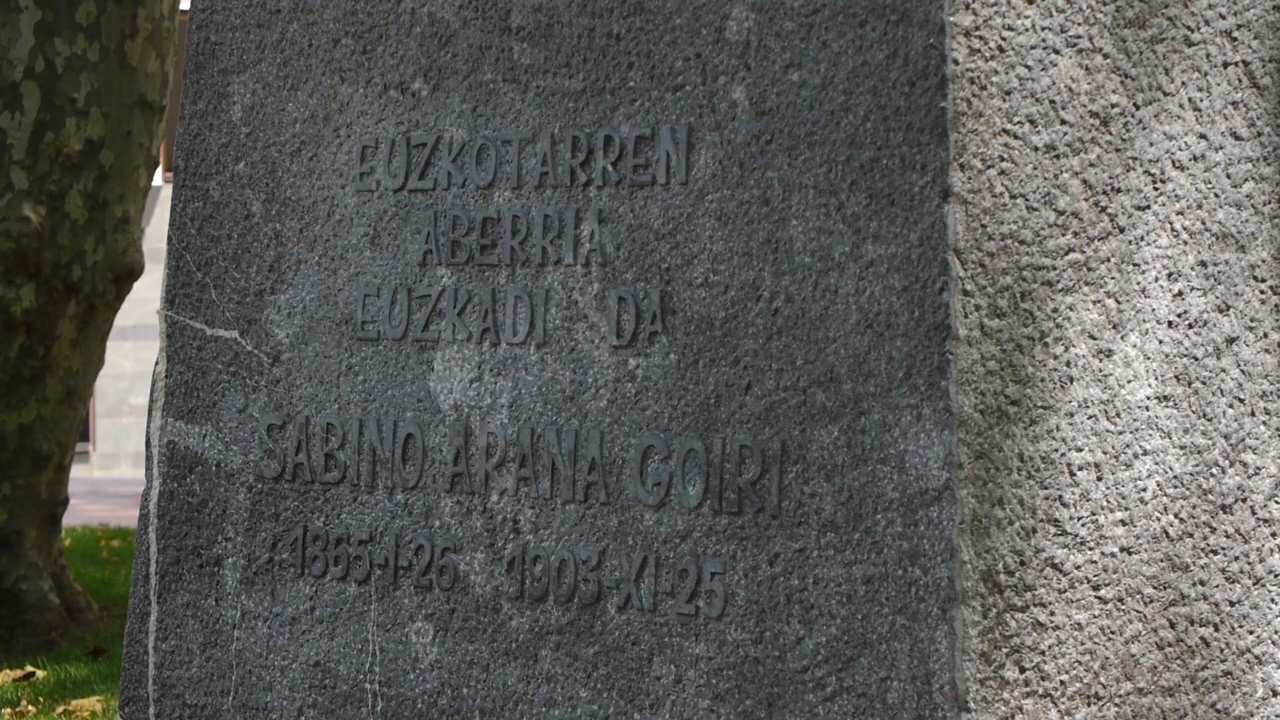 EUZKOTARREN
ABERRIA
EUZKADI DA
SABINO ARANA GOIRI
1865-I-26 1903-XI-25